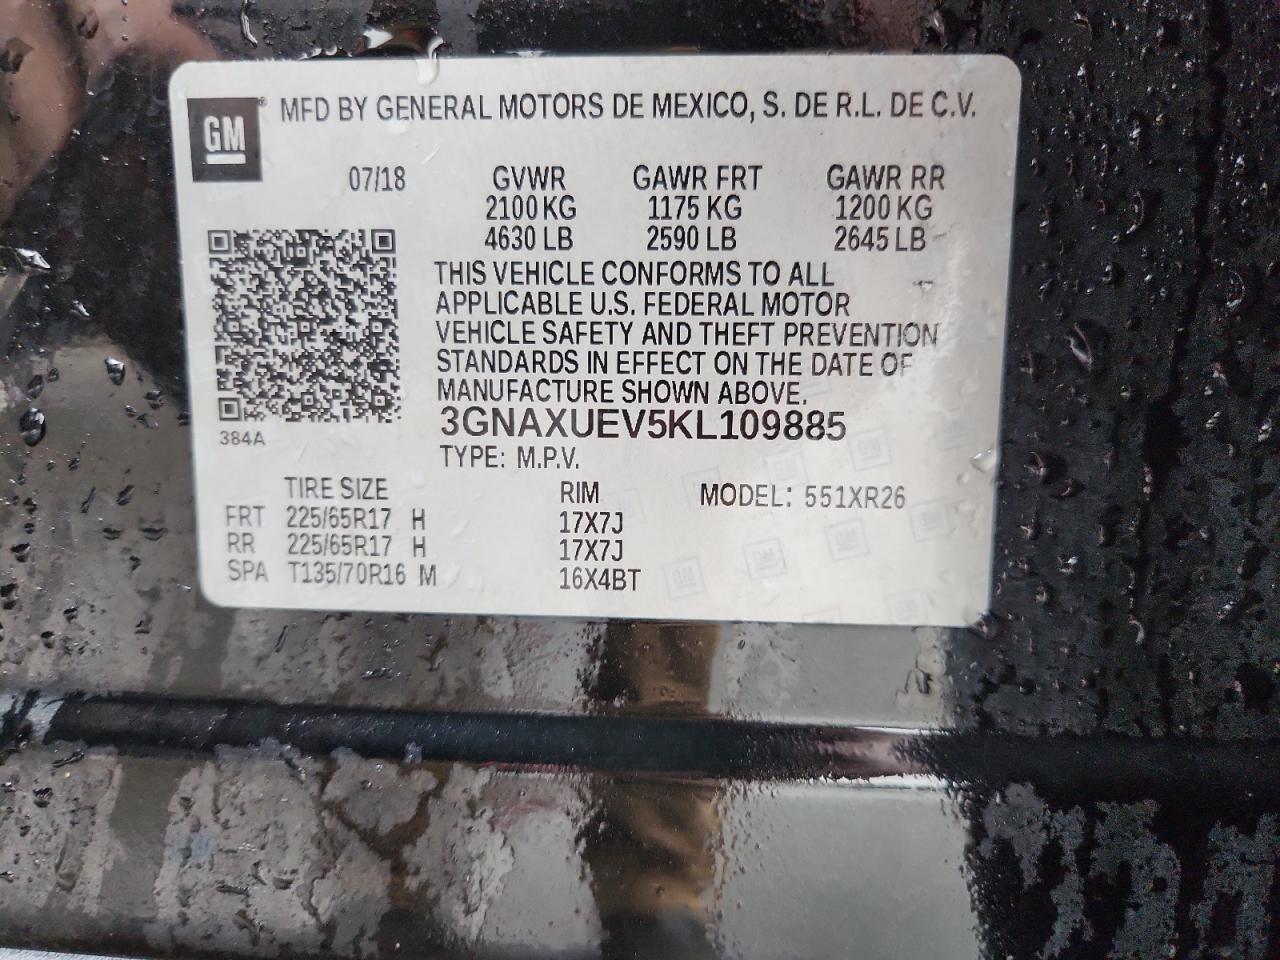 GM ® MFD BY GENERAL MOTORS DE MEXICO, S. DE R.L. DE C.V.
07/18 GVWR GAWR FRT GAWR RR
2100 KG 1175 KG 1200 KG
4630 LB 2590 LB 2645 LB
THIS VEHICLE CONFORMS TO ALL
APPLICABLE U.S. FEDERAL MOTOR
VEHICLE SAFETY AND THEFT PREVENTION
STANDARDS IN EFFECT ON THE DATE OF
MANUFACTURE SHOWN ABOVE.
3GNAXUEV5KL109885
384A
TYPE: M.P.V.
TIRE SIZE RIM MODEL: 551XR26
FRT 225/65R17 H 17X7J
RR 225/65R17 H 17X7J
SPA T135/70R16 M 16X4BT